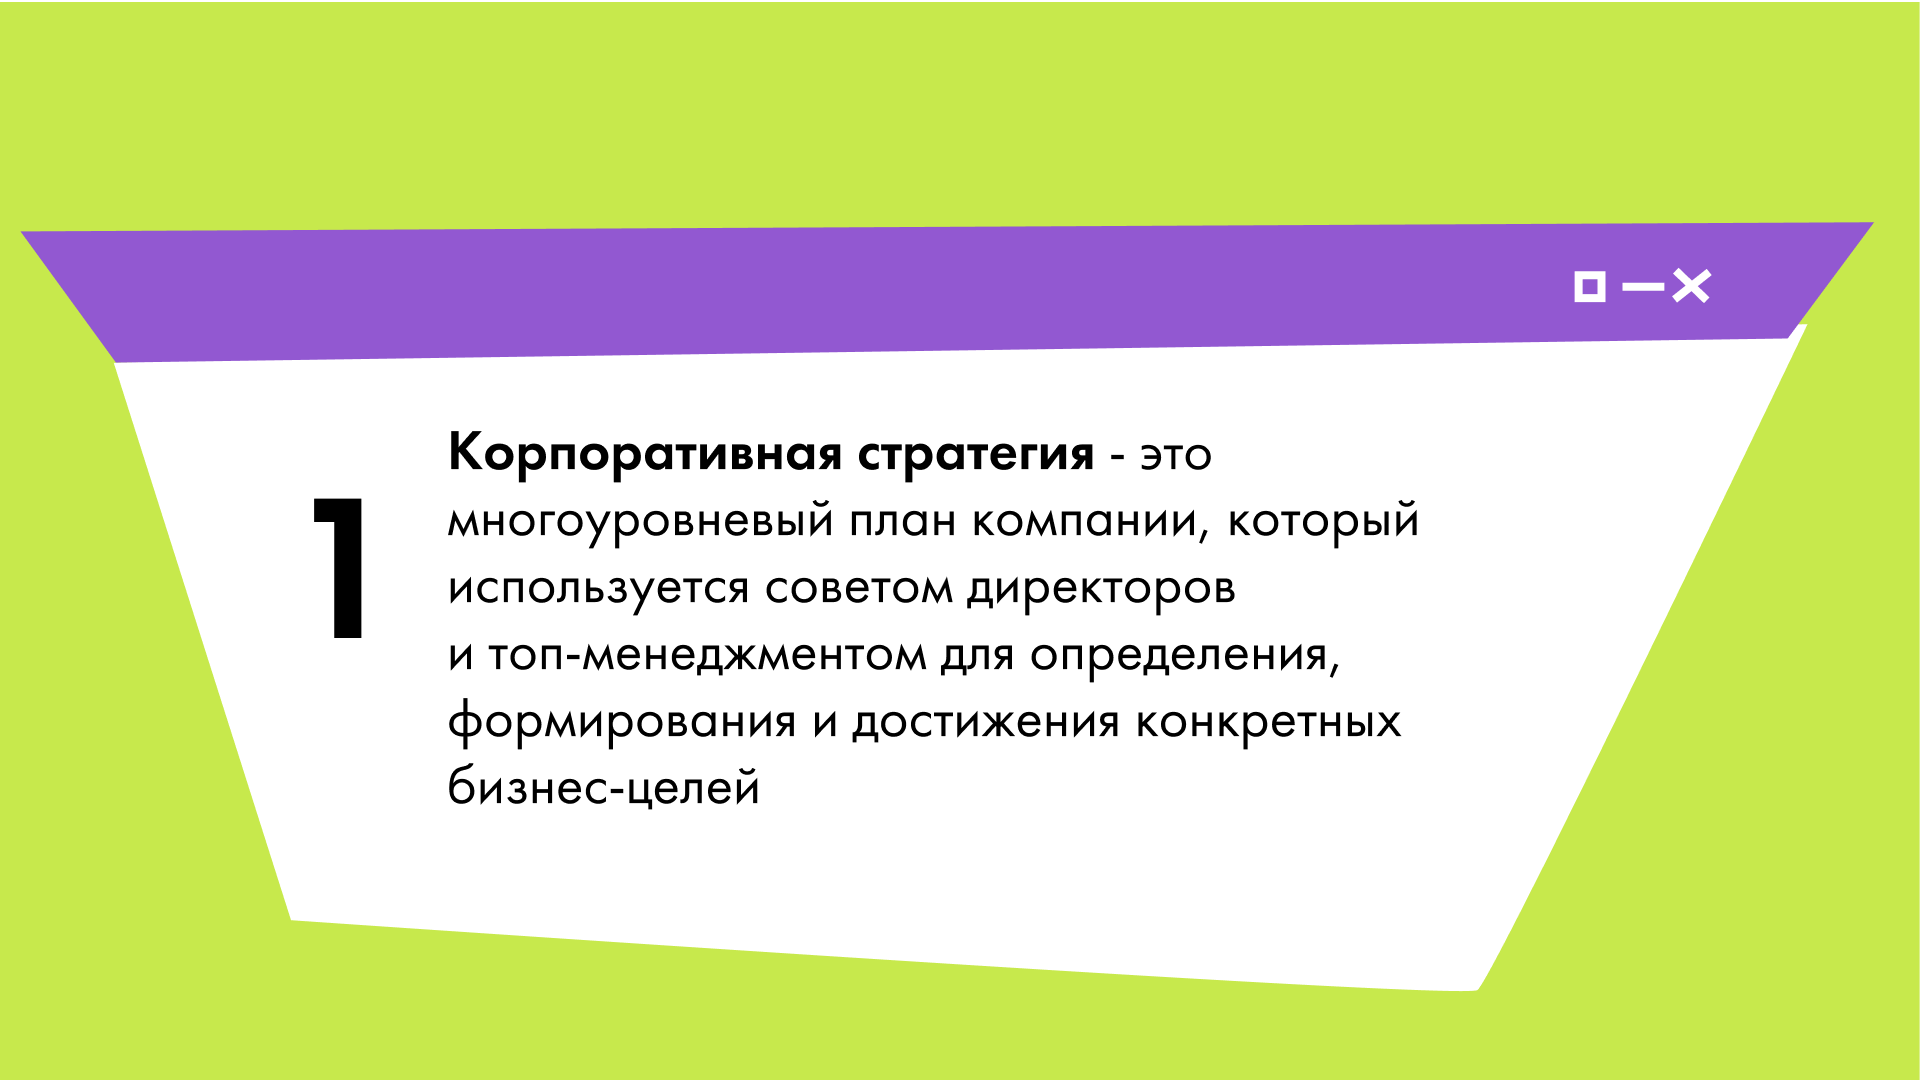 1
Корпоративная стратегия - это
многоуровневый план компании, который
используется советом директоров
и топ-менеджментом для определения,
формирования и достижения конкретных
бизнес-целей